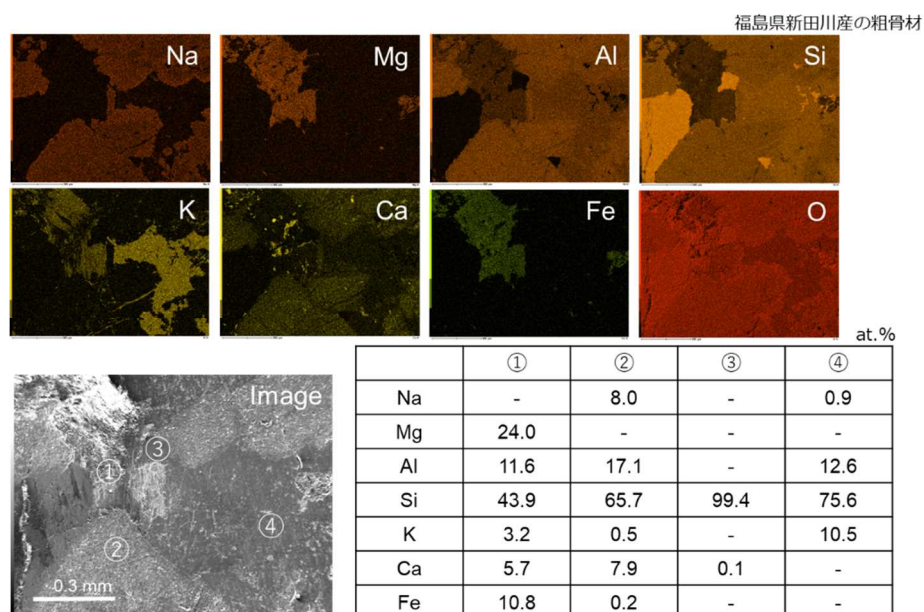 福島県新田川産の粗骨材
Na Mg Al Si
K Ca Fe O
at.%
Image
①
②
③
④
0.3 mm
① ② ③ ④
Na - 8.0 - 0.9
Mg 24.0 - - -
Al 11.6 17.1 - 12.6
Si 43.9 65.7 99.4 75.6
K 3.2 0.5 - 10.5
Ca 5.7 7.9 0.1 -
Fe 10.8 0.2 - -